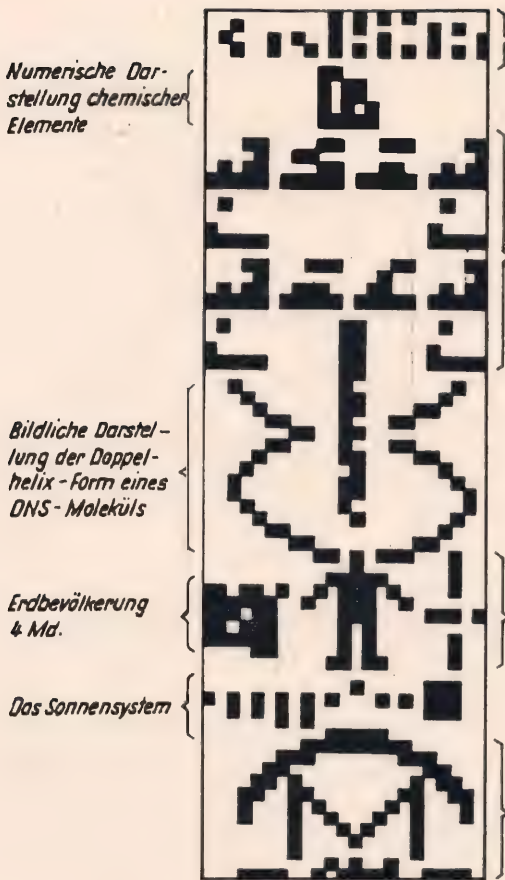 Numerische Dar-
stellung chemischer
Elemente
Bildliche Darstel-
lung der Doppel-
helix-Form eines
DNS-Moleküls
Erdbevölkerung
4 Md.
Das Sonnensystem